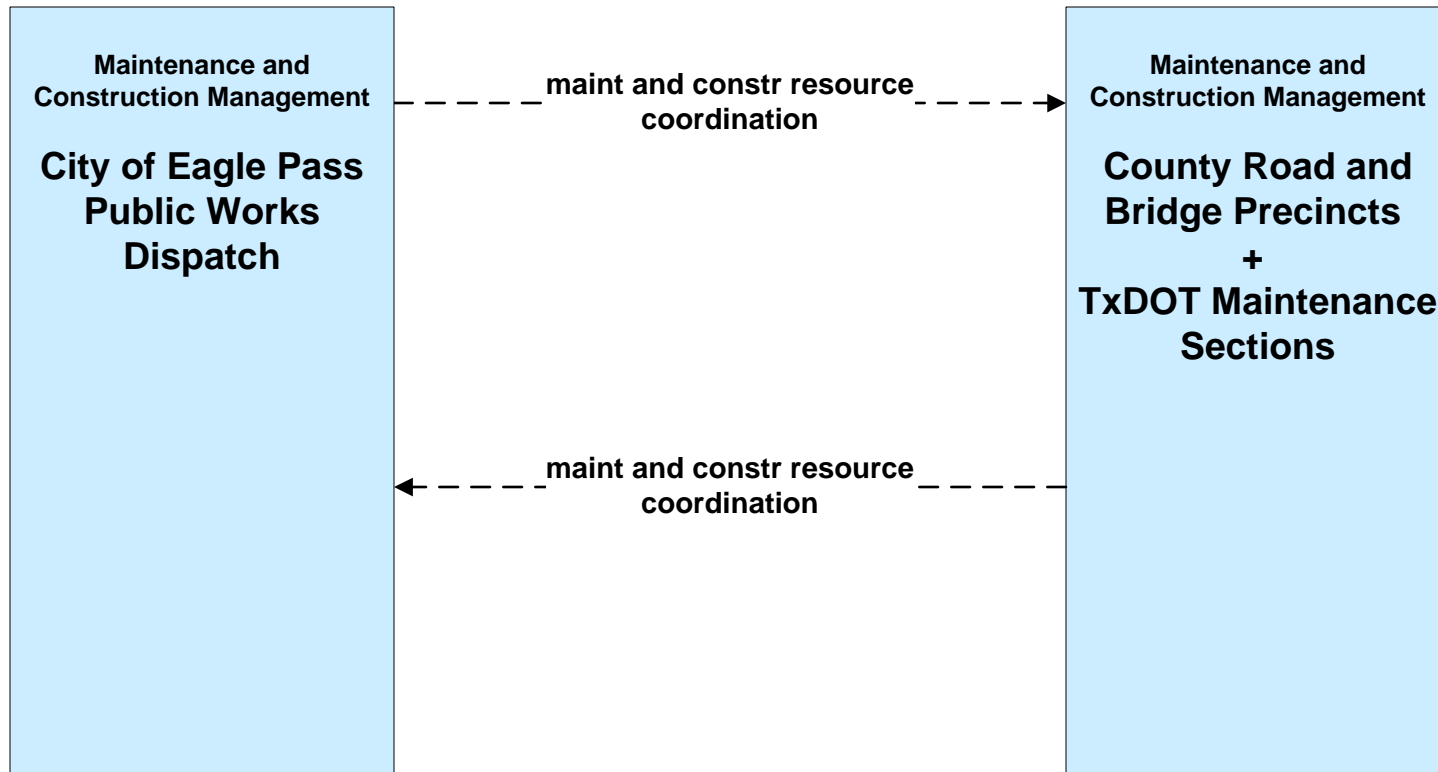 Maintenance and
Construction Management
City of Eagle Pass
Public Works
Dispatch
maint and constr resource
coordination
maint and constr resource
coordination
Maintenance and
Construction Management
County Road and
Bridge Precincts
+
TxDOT Maintenance
Sections